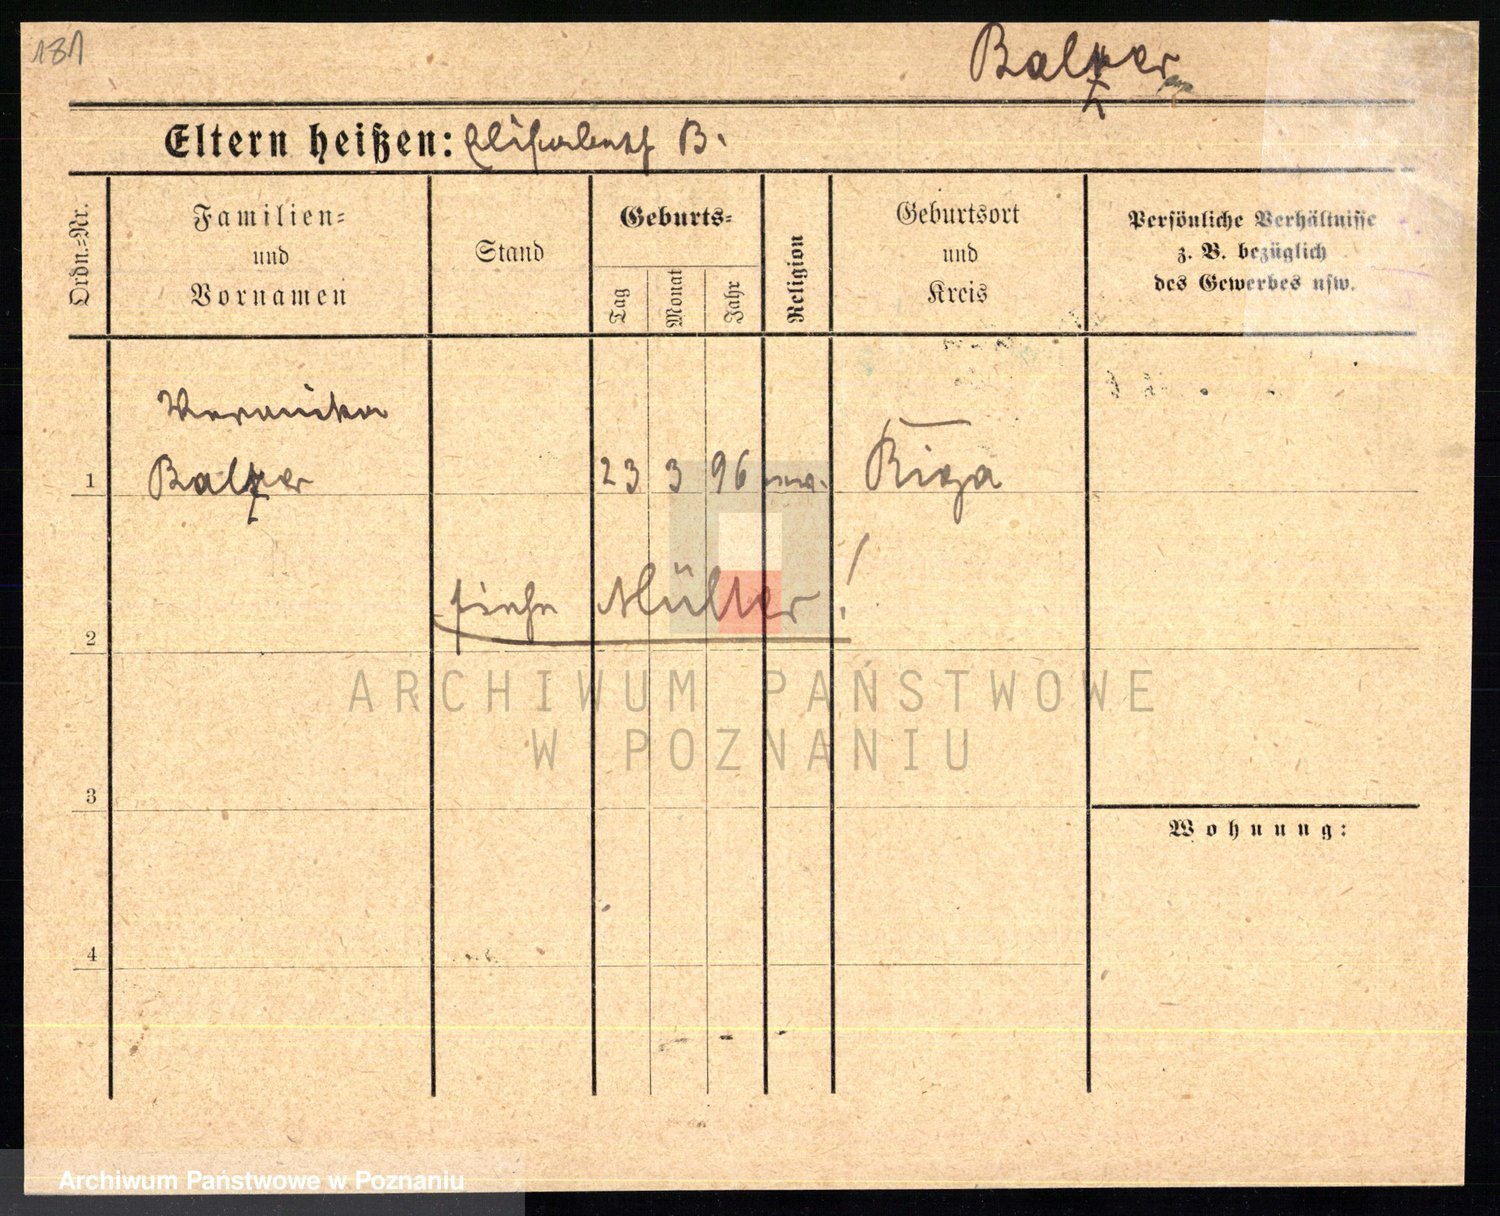 181
Balzer
Eltern heißen: Elisabeth B.
Ordn.=Nr.
Familien=
und
Vornamen
Stand
Geburts=
Tag
Monat
Jahr
Religion
Geburtsort
und
Kreis
Persönliche Verhältnisse
z. B. bezüglich
des Gewerbes usw.
Veronika
1 Balzer 23 3 96 Riga
siehe Müller!
2
ARCHIWUM PAŃSTWOWE
W POZNANIU
3
Wohnung:
4
Archiwum Państwowe w Poznaniu